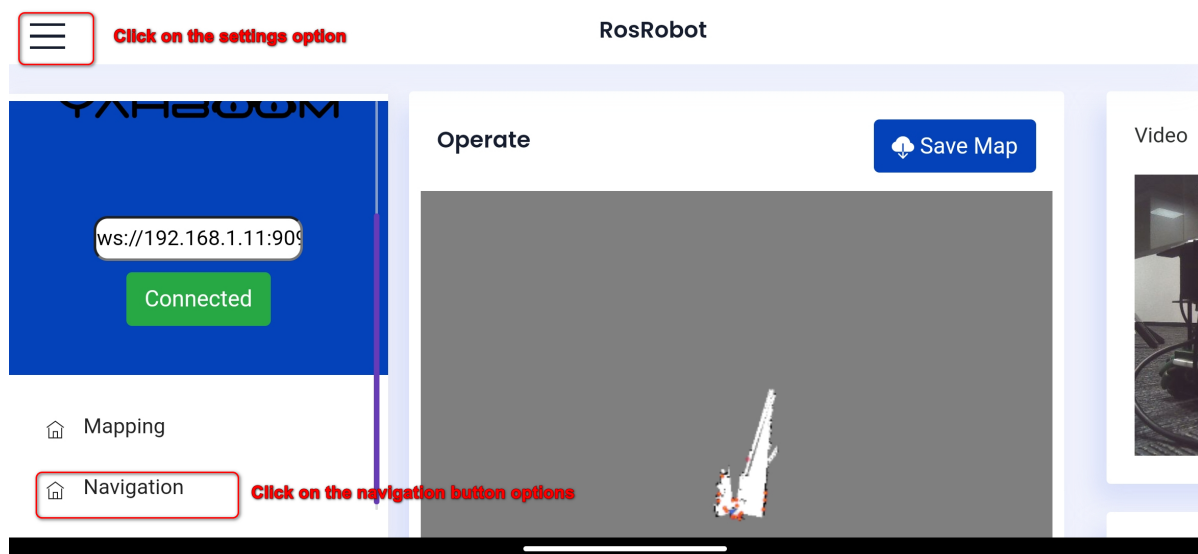 Click on the settings option
RosRobot
YAHBOOM
Operate
Save Map
Video
ws://192.168.1.11:909
Connected
Mapping
Navigation
Click on the navigation button options